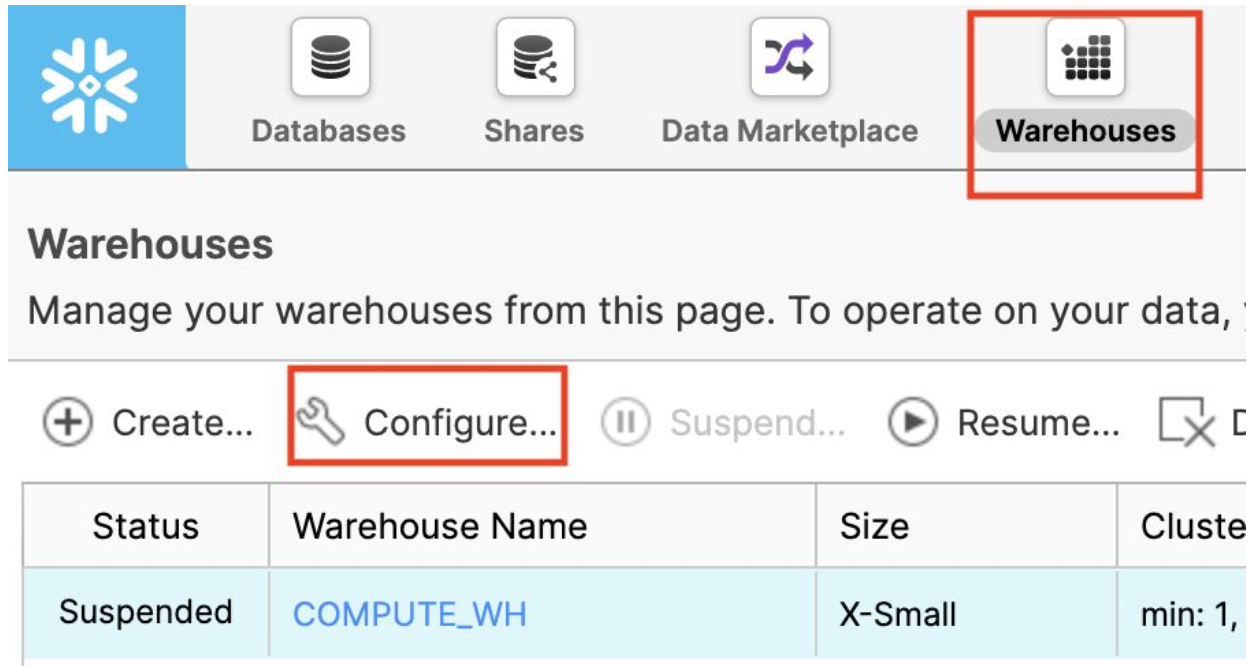 Databases Shares Data Marketplace Warehouses
Warehouses
Manage your warehouses from this page. To operate on your data,
Create... Configure... Suspend... Resume...
Status Warehouse Name Size
Suspended COMPUTE_WH X-Small min: 1,